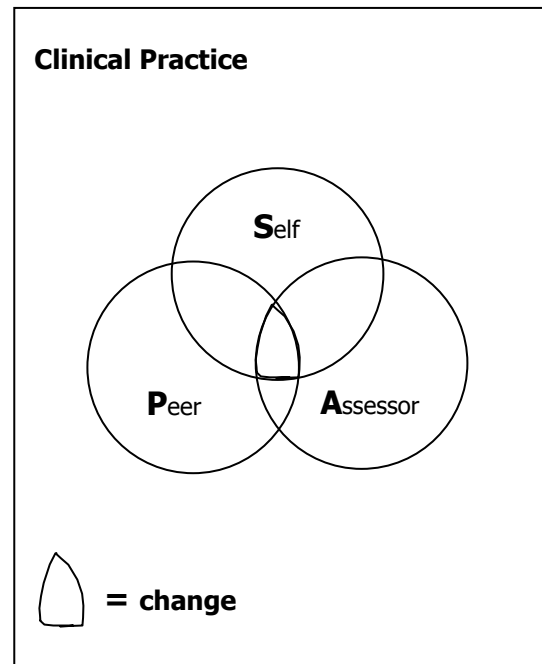 Clinical Practice
Self
Peer
Assessor
= change